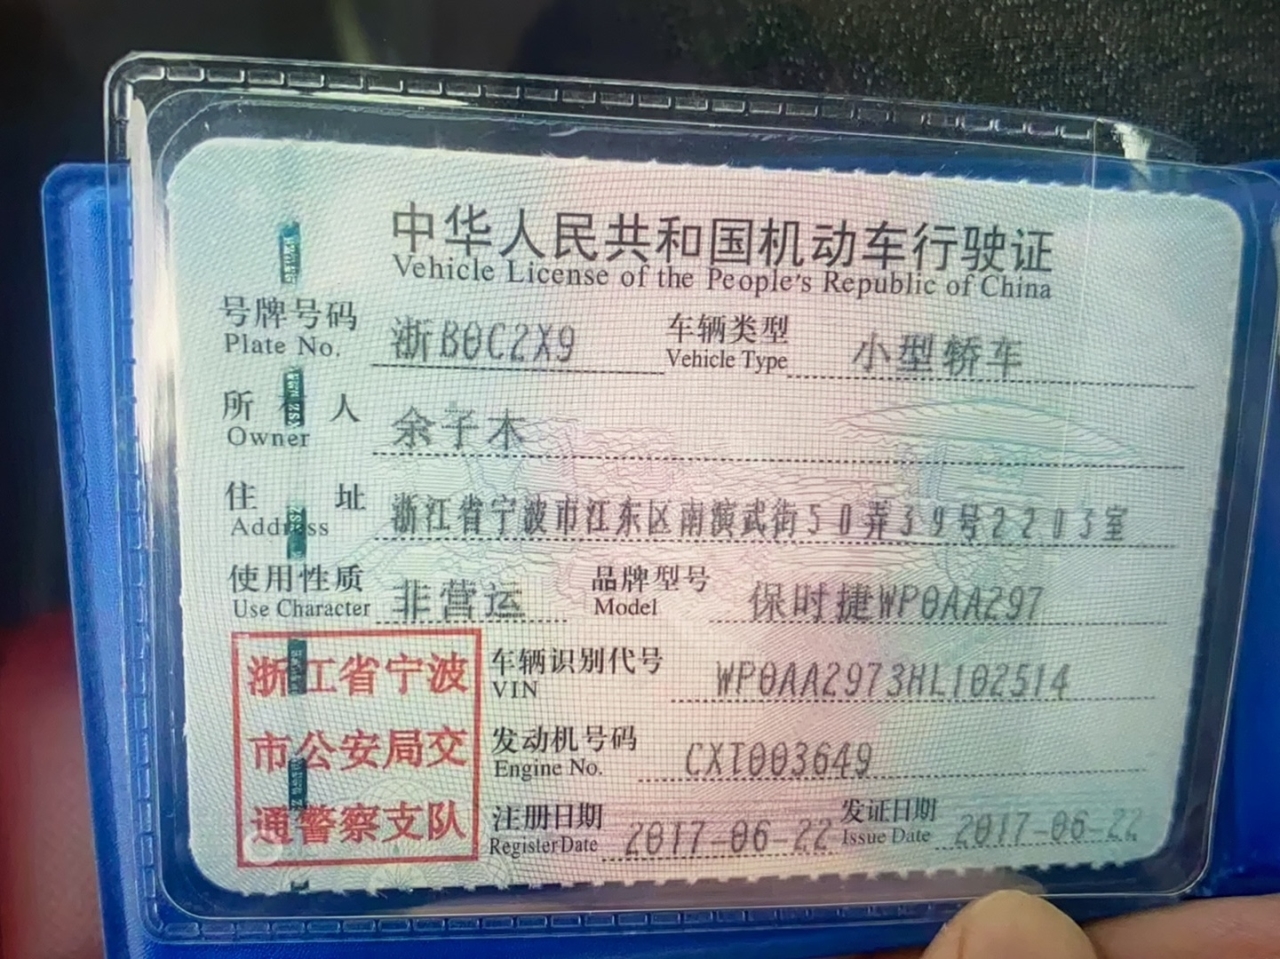 中华人民共和国机动车行驶证
Vehicle License of the People's Republic of China
号牌号码 浙B0C2X9 车辆类型 小型轿车
Plate No. Vehicle Type
所 人 余子木
Owner
住 址 浙江省宁波市江东区南演武街50弄39号2203室
Address
使用性质 非营运 品牌型号 保时捷WP0AA297
Use Character Model
浙江省宁波
市公安局交
通警察支队
车辆识别代号 WP0AA2973HL102514
VIN
发动机号码 CXT003649
Engine No.
注册日期 2017-06-22 发证日期 2017-06-22
Register Date Issue Date